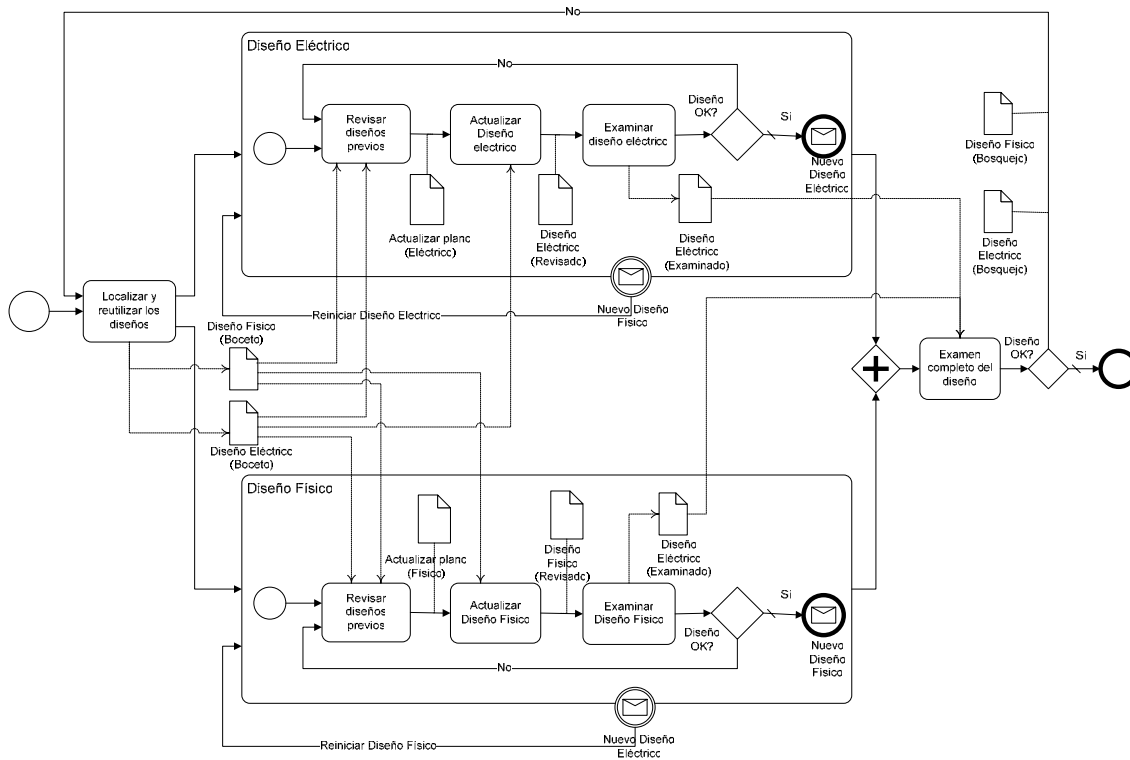 No
Diseño Eléctrico
No
Revisar
diseños
previos
Actualizar
Diseño
electrico
Examinar
diseño eléctrico
Diseño
OK?
Si
Nuevo
Diseño
Eléctrico
Actualizar plano
(Eléctrico)
Diseño
Eléctrico
(Revisado)
Diseño
Eléctrico
(Examinado)
Diseño Físico
(Bosquejo)
Diseño
Electrico
(Bosquejo)
Localizar y
reutilizar los
diseños
Reiniciar Diseño Electrico
Nuevo Diseño
Físico
Diseño Físico
(Boceto)
Diseño Eléctrico
(Boceto)
Examen
completo del
diseño
Diseño
OK?
Si
Diseño Físico
Actualizar plano
(Físico)
Diseño
Físico
(Revisado)
Diseño
Eléctrico
(Examinado)
Revisar
diseños
previos
Actualizar
Diseño Físico
Examinar
Diseño Físico
Diseño
OK?
Si
Nuevo
Diseño
Físico
No
Reiniciar Diseño Físico
Nuevo Diseño
Eléctrico